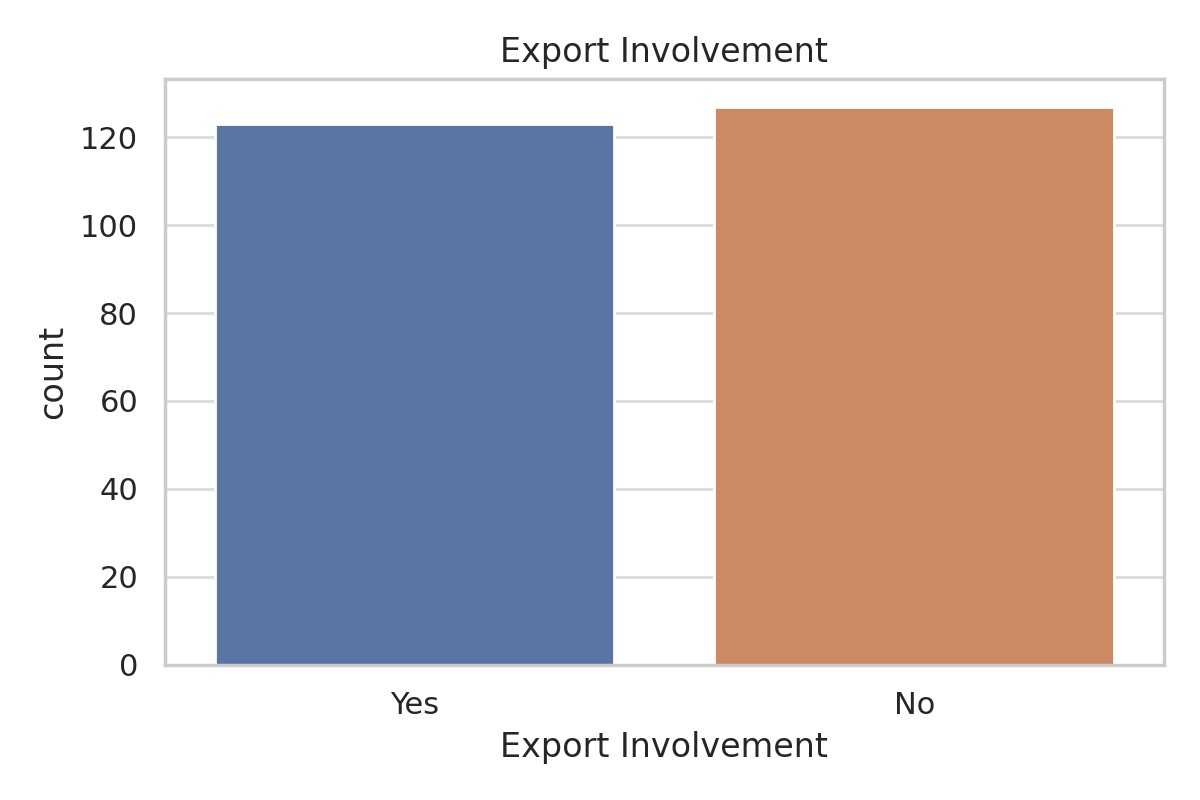 Export Involvement
120
100
80
60
40
20
0
count
Yes No
Export Involvement